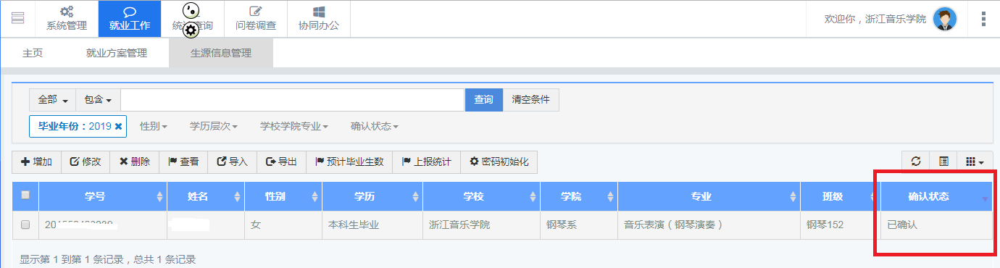 系统管理 就业工作 问卷调查 协同办公 欢迎你，浙江音乐学院
主页 就业方案管理 生源信息管理
全部 包含 查询 清空条件
毕业年份：2019 性别 学历层次 学校学院专业 确认状态
增加 修改 删除 查看 导入 导出 预计毕业生数 上报统计 密码初始化
学号 姓名 性别 学历 学校 学院 专业 班级 确认状态
女 本科生毕业 浙江音乐学院 钢琴系 音乐表演（钢琴演奏） 钢琴152 已确认
显示第 1 到第 1 条记录，总共 1 条记录